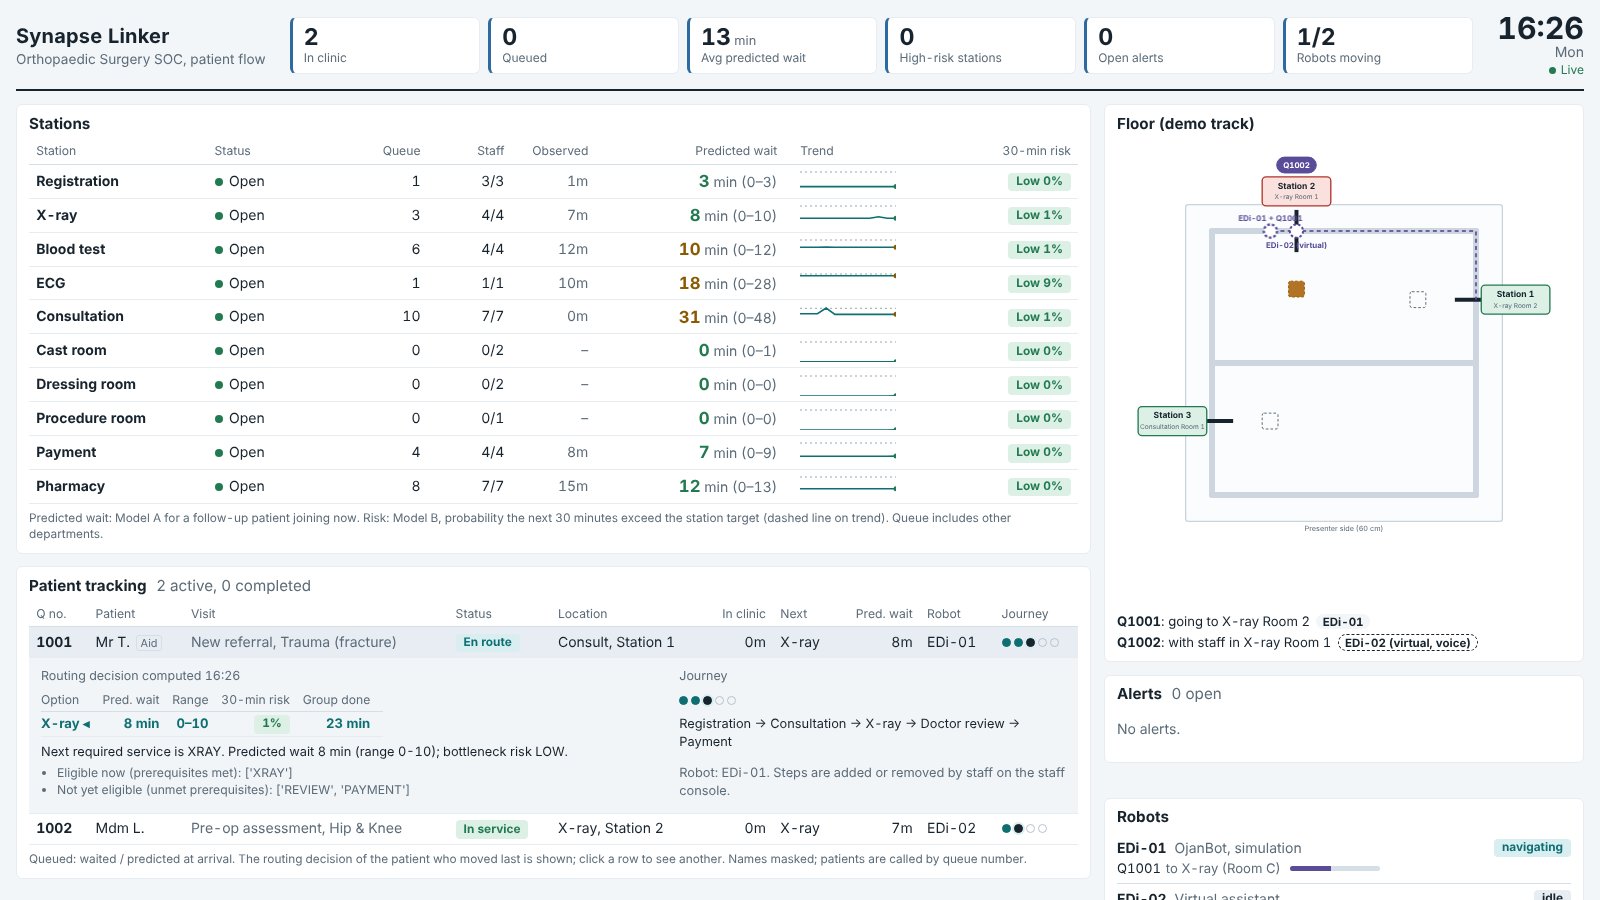 Synapse Linker
Orthopaedic Surgery SOC, patient flow
2
In clinic
0
Queued
13 min
Avg predicted wait
0
High-risk stations
0
Open alerts
1/2
Robots moving
16:26
Mon
Live
Stations
Station Status Queue Staff Observed Predicted wait Trend 30-min risk
Registration Open 1 3/3 1m 3 min (0–3) Low 0%
X-ray Open 3 4/4 7m 8 min (0–10) Low 1%
Blood test Open 6 4/4 12m 10 min (0–12) Low 1%
ECG Open 1 1/1 10m 18 min (0–28) Low 9%
Consultation Open 10 7/7 0m 31 min (0–48) Low 1%
Cast room Open 0 0/2 – 0 min (0–1) Low 0%
Dressing room Open 0 0/2 – 0 min (0–0) Low 0%
Procedure room Open 0 0/1 – 0 min (0–0) Low 0%
Payment Open 4 4/4 8m 7 min (0–9) Low 0%
Pharmacy Open 8 7/7 15m 12 min (0–13) Low 0%
Predicted wait: Model A for a follow-up patient joining now. Risk: Model B, probability the next 30 minutes exceed the station target (dashed line on trend). Queue includes other
departments.
Patient tracking 2 active, 0 completed
Q no. Patient Visit Status Location In clinic Next Pred. wait Robot Journey
1001 Mr T. Aid New referral, Trauma (fracture) En route Consult, Station 1 0m X-ray 8m EDi-01
Routing decision computed 16:26
Option Pred. wait Range 30-min risk Group done
X-ray ◂ 8 min 0–10 1% 23 min
Next required service is XRAY. Predicted wait 8 min (range 0-10); bottleneck risk LOW.
• Eligible now (prerequisites met): ['XRAY']
• Not yet eligible (unmet prerequisites): ['REVIEW', 'PAYMENT']
Journey
Registration → Consultation → X-ray → Doctor review →
Payment
Robot: EDi-01. Steps are added or removed by staff on the staff
console.
1002 Mdm L. Pre-op assessment, Hip & Knee In service X-ray, Station 2 0m X-ray 7m EDi-02
Queued: waited / predicted at arrival. The routing decision of the patient who moved last is shown; click a row to see another. Names masked; patients are called by queue number.
Floor (demo track)
Q1002
Station 2
X-ray Room 1
EDi-01 + Q1001
EDi-02 (virtual)
Station 1
X-ray Room 2
Station 3
Consultation Room 1
Presenter side (60 cm)
Q1001: going to X-ray Room 2 EDi-01
Q1002: with staff in X-ray Room 1 EDi-02 (virtual, voice)
Alerts 0 open
No alerts.
Robots
EDi-01 OjanBot, simulation navigating
Q1001 to X-ray (Room C)
EDi-02 Virtual assistant idle